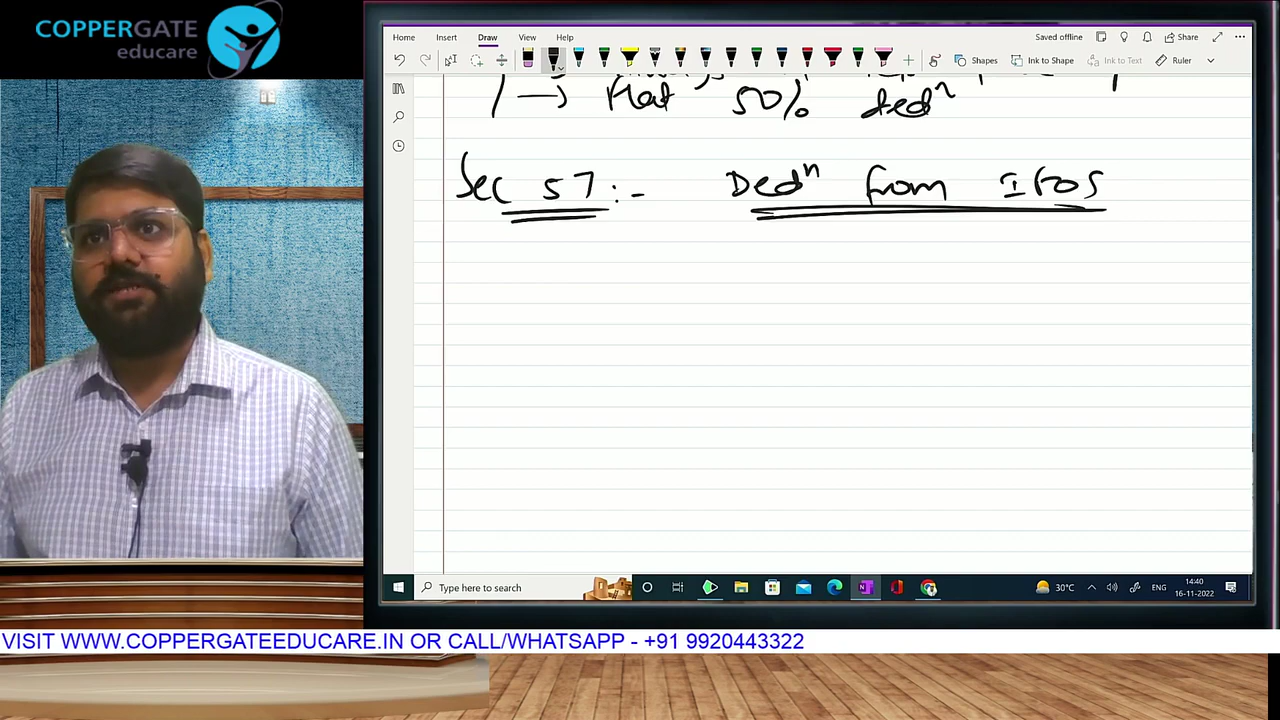 COPPERGATE
educare
Home Insert Draw View Help
Saved offline
Share
Shapes
Ink to Shape
Ink to Text
Ruler
Flat 50% dedⁿ
Sec 57:- Dedⁿ from IFOS
Type here to search
30°C
ENG
14:40
16-11-2022
VISIT WWW.COPPERGATEEDUCARE.IN OR CALL/WHATSAPP - +91 9920443322